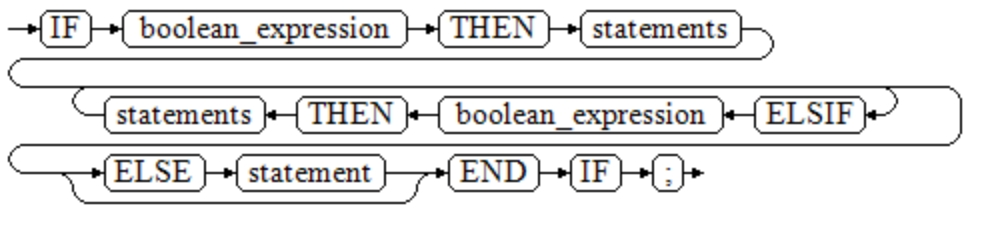 IF boolean_expression THEN statements
statements THEN boolean_expression ELSIF
ELSE statement END IF ;